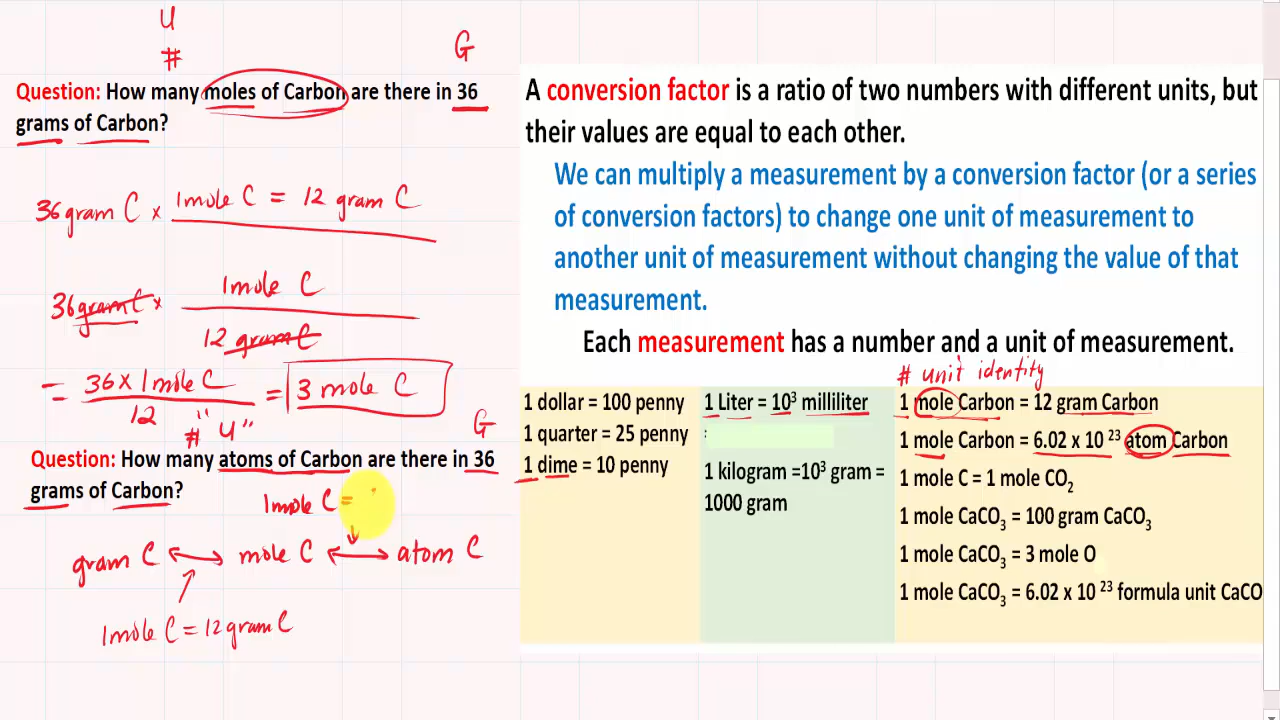 U
#
G
Question: How many moles of Carbon are there in 36
grams of Carbon?
36 gram C × 1 mole C = 12 gram C
36 gram C × 1 mole C
12 gram C
= 36 × 1 mole C = 3 mole C
12
# U
G
Question: How many atoms of Carbon are there in 36
grams of Carbon?
1 mole C =
gram C ↔ mole C ↔ atom C
1 mole C = 12 gram C
A conversion factor is a ratio of two numbers with different units, but
their values are equal to each other.
We can multiply a measurement by a conversion factor (or a series
of conversion factors) to change one unit of measurement to
another unit of measurement without changing the value of that
measurement.
Each measurement has a number and a unit of measurement.
# unit identity
1 dollar = 100 penny
1 quarter = 25 penny
1 dime = 10 penny
1 Liter = 10³ milliliter
:
1 kilogram =10³ gram =
1000 gram
1 mole Carbon = 12 gram Carbon
1 mole Carbon = 6.02 x 10 ²³ atom Carbon
1 mole C = 1 mole CO₂
1 mole CaCO₃ = 100 gram CaCO₃
1 mole CaCO₃ = 3 mole O
1 mole CaCO₃ = 6.02 x 10 ²³ formula unit CaCO